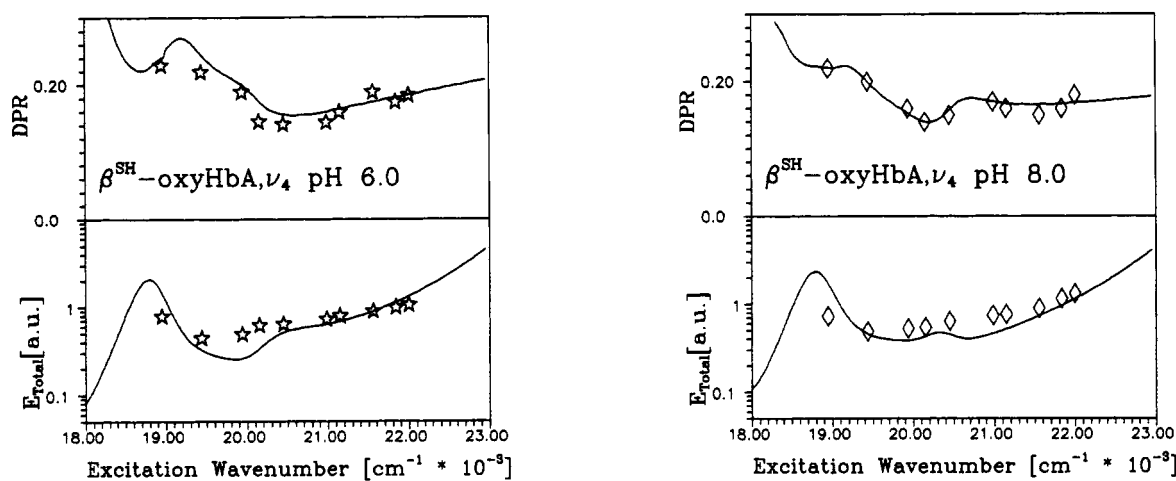 DPR
0.20
β^SH-oxyHbA,ν₄ pH 6.0
0.0
E_Total[a.u.]
1
0.1
18.00 19.00 20.00 21.00 22.00 23.00
Excitation Wavenumber [cm⁻¹ * 10⁻³]
DPR
0.20
β^SH-oxyHbA,ν₄ pH 8.0
0.0
E_Total[a.u.]
1
0.1
18.00 19.00 20.00 21.00 22.00 23.00
Excitation Wavenumber [cm⁻¹ * 10⁻³]